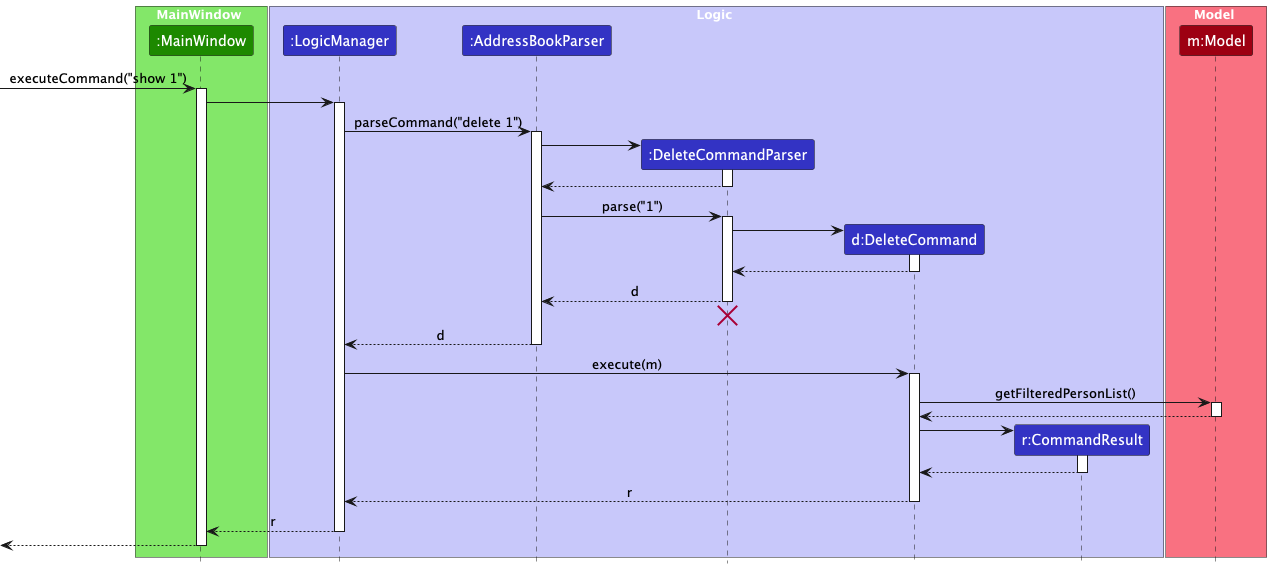 MainWindow
Logic
Model
:MainWindow
:LogicManager
:AddressBookParser
m:Model
executeCommand("show 1")
parseCommand("delete 1")
:DeleteCommandParser
parse("1")
d:DeleteCommand
d
d
execute(m)
getFilteredPersonList()
r:CommandResult
r
r